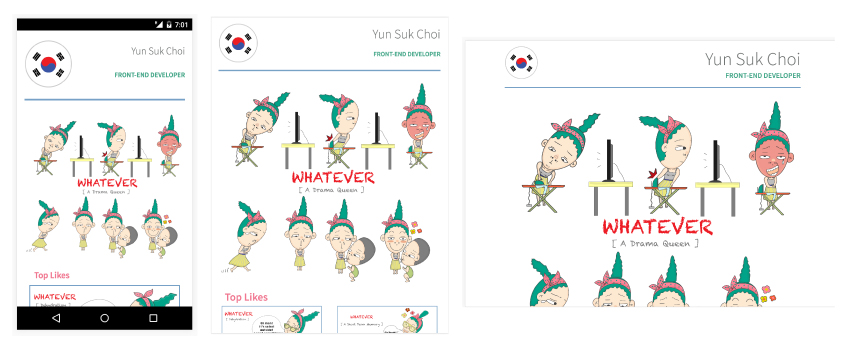 7:01
Yun Suk Choi
FRONT-END DEVELOPER
WHATEVER
[ A Drama Queen ]
Top Likes
WHATEVER
Yun Suk Choi
FRONT-END DEVELOPER
WHATEVER
[ A Drama Queen ]
Top Likes
WHATEVER
WHATEVER
Yun Suk Choi
FRONT-END DEVELOPER
WHATEVER
[ A Drama Queen ]